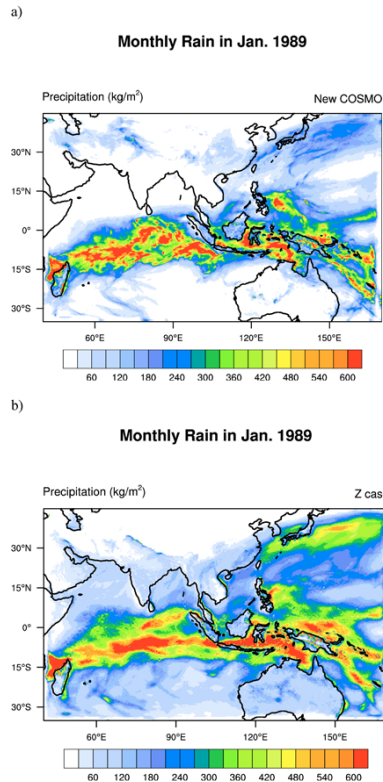 a)
Monthly Rain in Jan. 1989
Precipitation (kg/m²) New COSMO
30°N
15°N
0°
15°S
30°S
60°E 90°E 120°E 150°E
60 120 180 240 300 360 420 480 540 600
b)
Monthly Rain in Jan. 1989
Precipitation (kg/m²) Z cas
30°N
15°N
0°
15°S
30°S
60°E 90°E 120°E 150°E
60 120 180 240 300 360 420 480 540 600